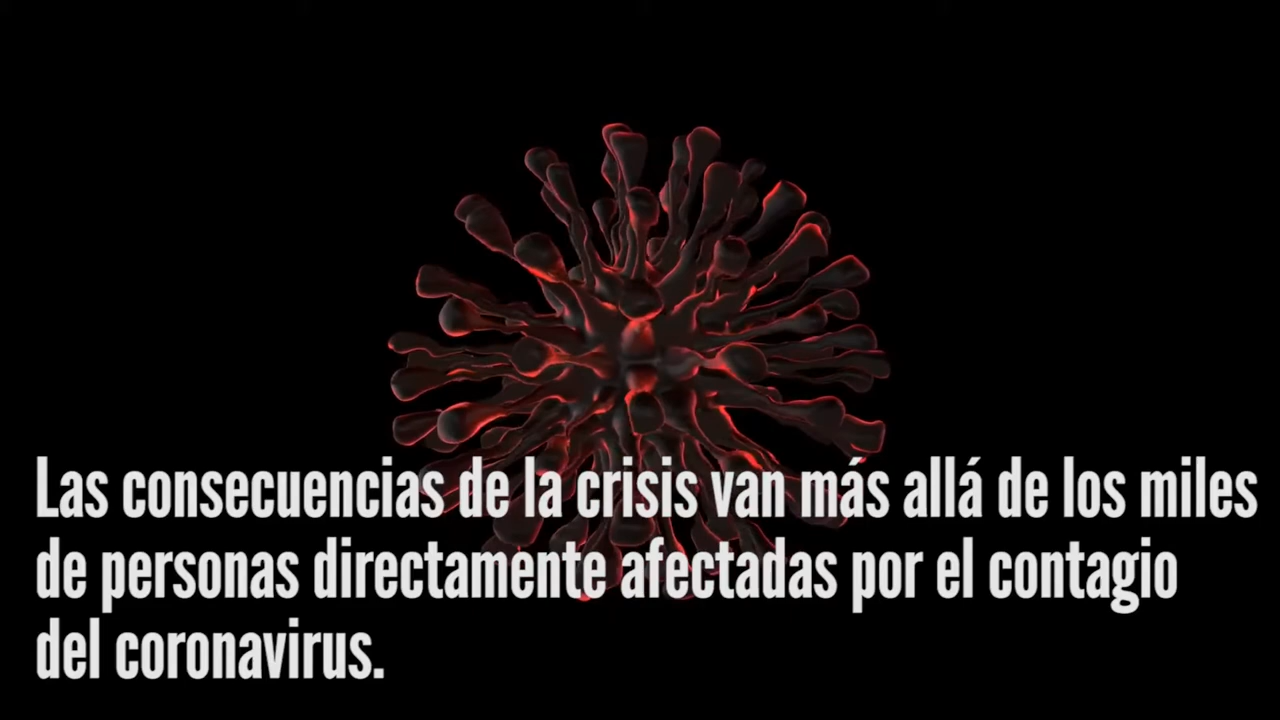 Las consecuencias de la crisis van más allá de los miles
de personas directamente afectadas por el contagio
del coronavirus.